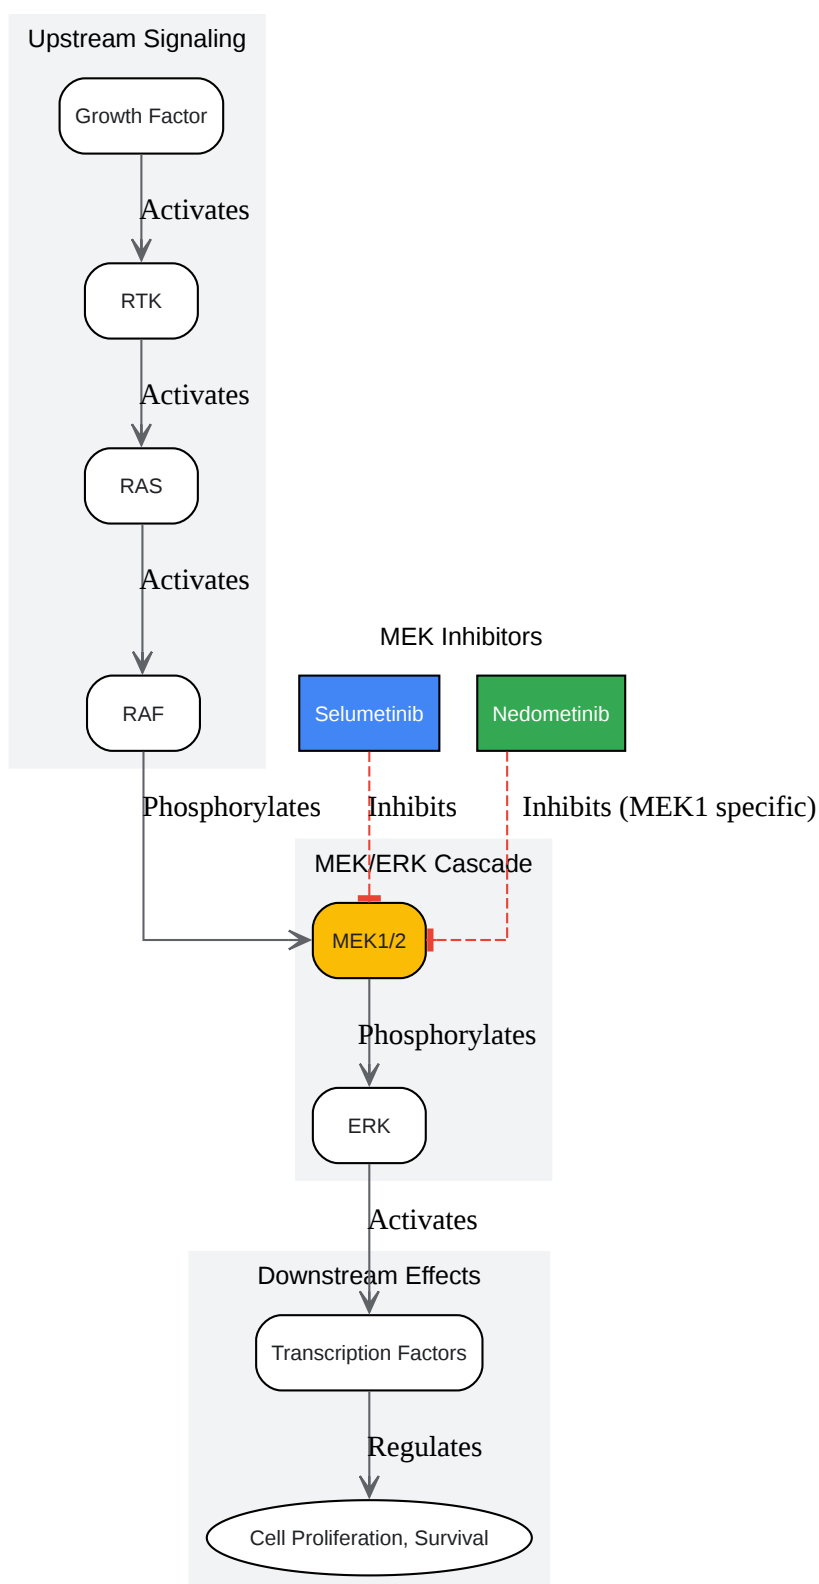 Upstream Signaling
Growth Factor
Activates
RTK
Activates
RAS
Activates
RAF
MEK Inhibitors
Selumetinib
Nedometinib
Phosphorylates
Inhibits
Inhibits (MEK1 specific)
MEK/ERK Cascade
MEK1/2
Phosphorylates
ERK
Activates
Downstream Effects
Transcription Factors
Regulates
Cell Proliferation, Survival